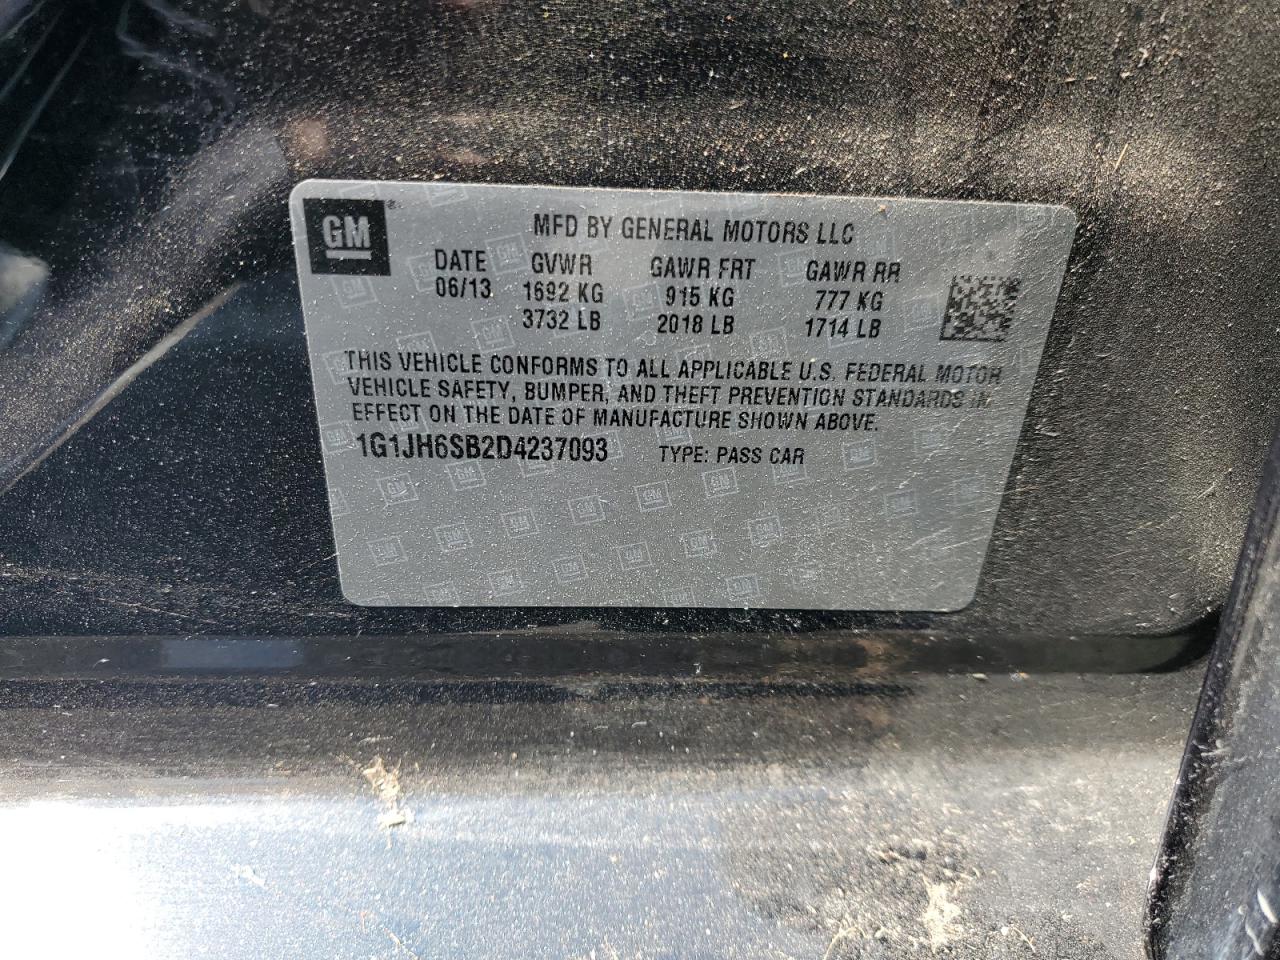 GM
MFD BY GENERAL MOTORS LLC
DATE GVWR GAWR FRT GAWR RR
06/13 1692 KG 915 KG 777 KG
3732 LB 2018 LB 1714 LB
THIS VEHICLE CONFORMS TO ALL APPLICABLE U.S. FEDERAL MOTOR
VEHICLE SAFETY, BUMPER, AND THEFT PREVENTION STANDARDS IN
EFFECT ON THE DATE OF MANUFACTURE SHOWN ABOVE.
1G1JH6SB2D4237093 TYPE: PASS CAR